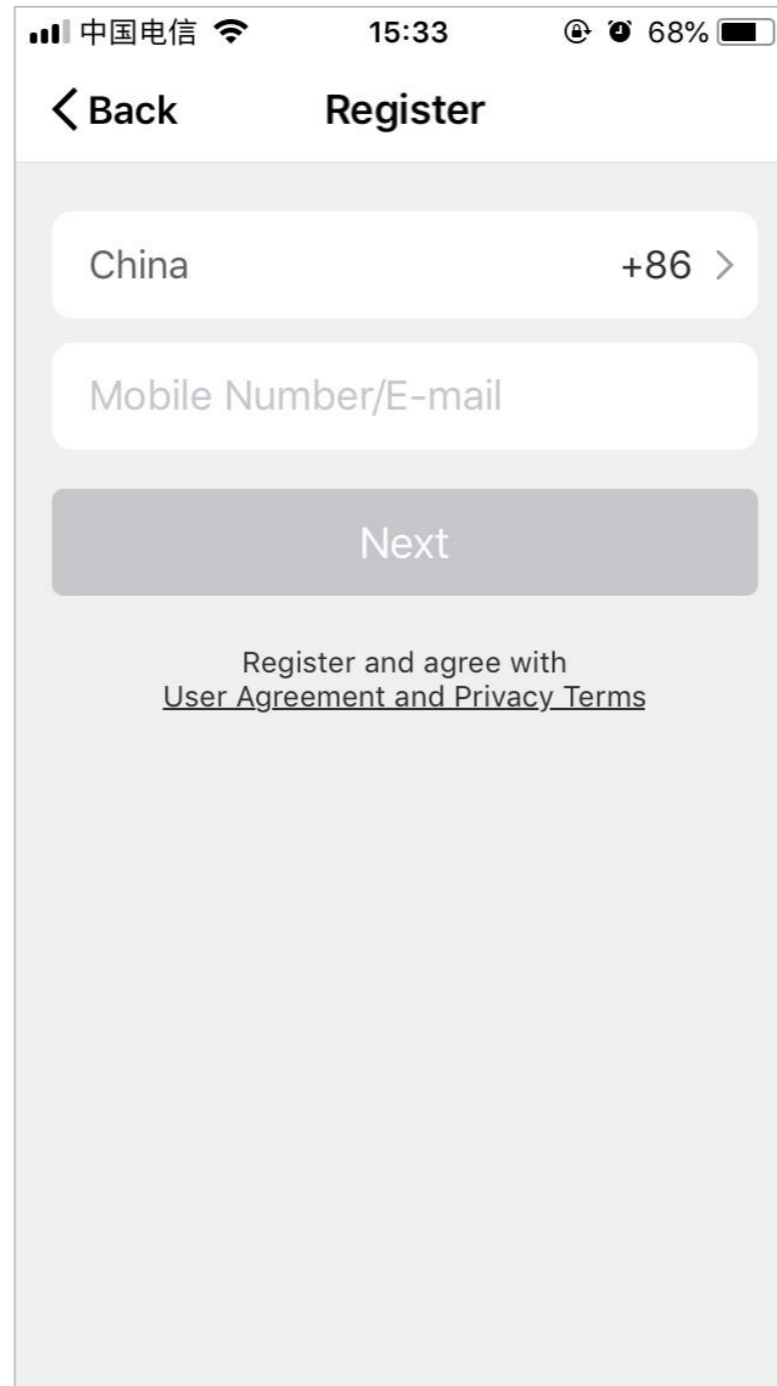 中国电信 15:33 68%
Back Register
China +86
Mobile Number/E-mail
Next
Register and agree with
User Agreement and Privacy Terms